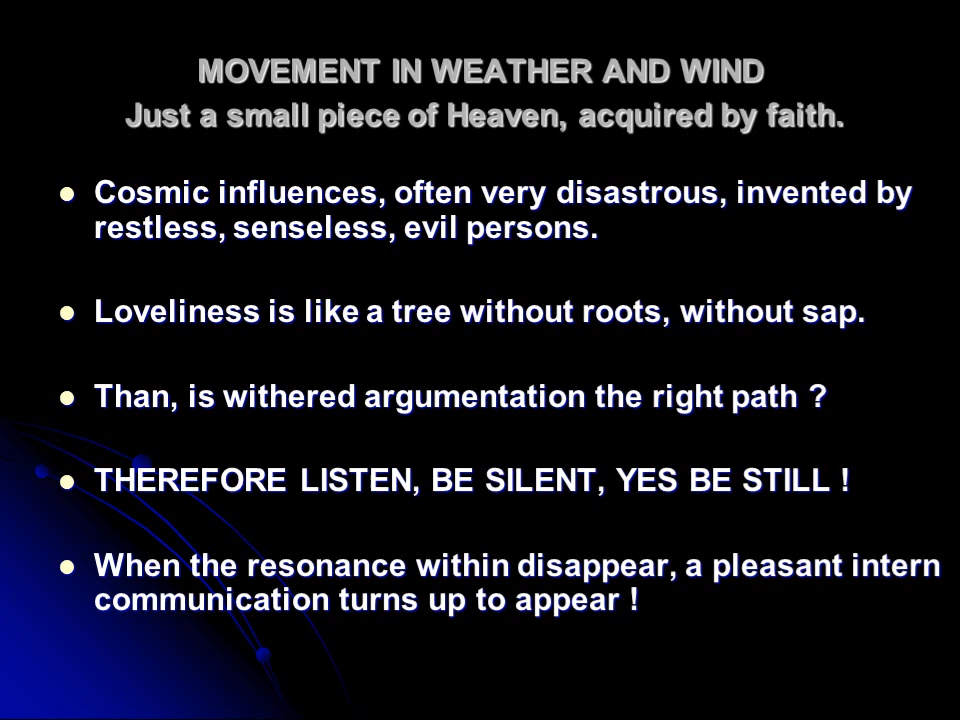 MOVEMENT IN WEATHER AND WIND
Just a small piece of Heaven, acquired by faith.
● Cosmic influences, often very disastrous, invented by
restless, senseless, evil persons.
● Loveliness is like a tree without roots, without sap.
● Than, is withered argumentation the right path ?
● THEREFORE LISTEN, BE SILENT, YES BE STILL !
● When the resonance within disappear, a pleasant intern
communication turns up to appear !